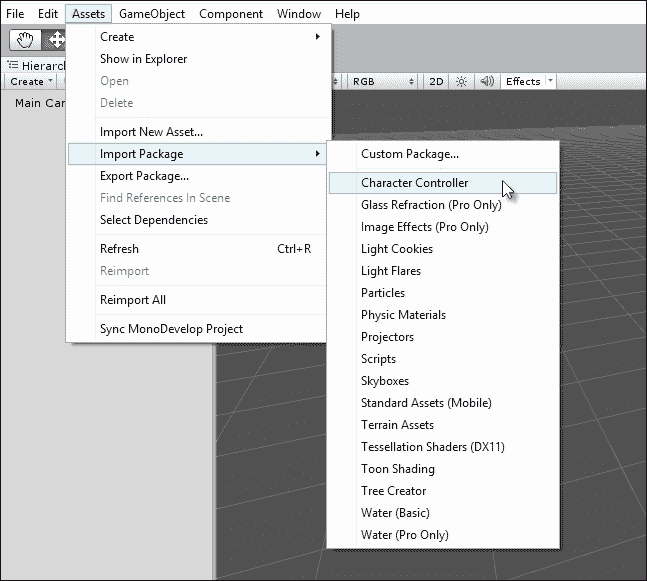 File Edit Assets GameObject Component Window Help
Hierarc
Create RGB 2D Effects
Main Car
Create
Show in Explorer
Open
Delete
Import New Asset...
Import Package
Export Package...
Find References In Scene
Select Dependencies
Refresh Ctrl+R
Reimport
Reimport All
Sync MonoDevelop Project
Custom Package...
Character Controller
Glass Refraction (Pro Only)
Image Effects (Pro Only)
Light Cookies
Light Flares
Particles
Physic Materials
Projectors
Scripts
Skyboxes
Standard Assets (Mobile)
Terrain Assets
Tessellation Shaders (DX11)
Toon Shading
Tree Creator
Water (Basic)
Water (Pro Only)